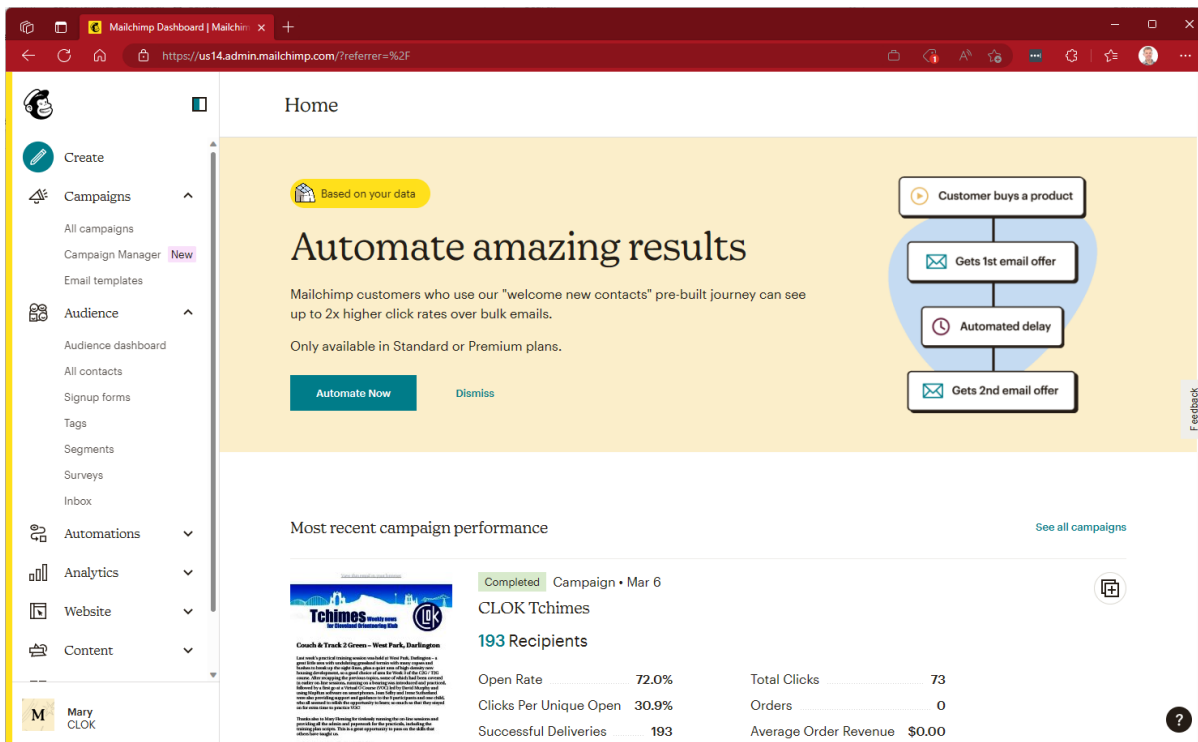 Mailchimp Dashboard | Mailchim
https://us14.admin.mailchimp.com/?referrer=%2F
Home
Create
Campaigns
All campaigns
Campaign Manager New
Email templates
Audience
Audience dashboard
All contacts
Signup forms
Tags
Segments
Surveys
Inbox
Automations
Analytics
Website
Content
M
Mary
CLOK
Based on your data
Automate amazing results
Mailchimp customers who use our "welcome new contacts" pre-built journey can see
up to 2x higher click rates over bulk emails.
Only available in Standard or Premium plans.
Automate Now
Dismiss
Customer buys a product
Gets 1st email offer
Automated delay
Gets 2nd email offer
Feedback
Most recent campaign performance
See all campaigns
Tchimes Weekly news
for Cleveland Orienteering Klub
CLOK
Couch & Track 2 Green – West Park, Darlington
Completed Campaign • Mar 6
CLOK Tchimes
193 Recipients
Open Rate 72.0%
Clicks Per Unique Open 30.9%
Successful Deliveries 193
Total Clicks 73
Orders 0
Average Order Revenue $0.00
?